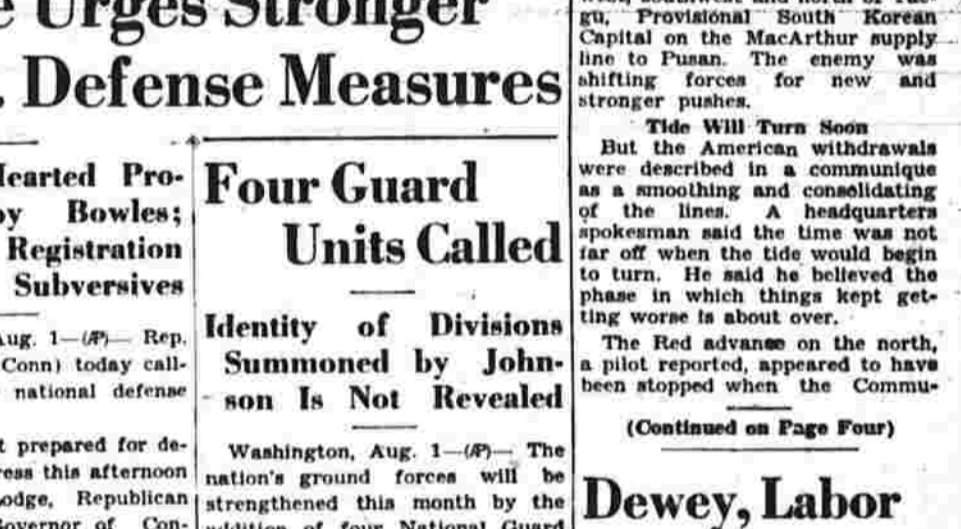 Urges Stronger
Defense Measures
Hearted Pro-
by Bowles;
Registration
Subversives
Aug. 1—(AP)— Rep.
Conn) today call-
national defense
prepared for de-
this afternoon
Lodge, Republican
Governor of Con-
Four Guard
Units Called
Identity of Divisions
Summoned by John-
son Is Not Revealed
Washington, Aug. 1—(AP)— The
nation's ground forces will be
strengthened this month by the
addition of four National Guard
gu, Provisional South Korean
Capital on the MacArthur supply
line to Pusan. The enemy was
shifting forces for new and
stronger pushes.
Tide Will Turn Soon
But the American withdrawals
were described in a communique
as a smoothing and consolidating
of the lines. A headquarters
spokesman said the time was not
far off when the tide would begin
to turn. He said he believed the
phase in which things kept get-
ting worse is about over.
The Red advance on the north,
a pilot reported, appeared to have
been stopped when the Commu-
(Continued on Page Four)
Dewey, Labor